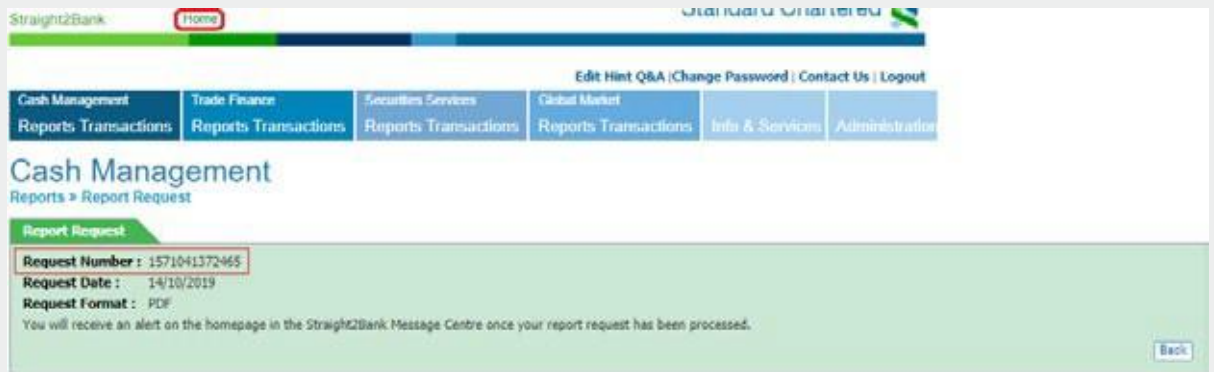 Straight2Bank Home Standard Chartered
Edit Hint Q&A |Change Password | Contact Us | Logout
Cash Management Trade Finance Securities Services Global Market
Reports Transactions Reports Transactions Reports Transactions Reports Transactions Info & Services Administration
Cash Management
Reports » Report Request
Report Request
Request Number : 1571041372465
Request Date : 14/10/2019
Request Format : PDF
You will receive an alert on the homepage in the Straight2Bank Message Centre once your report request has been processed.
Back